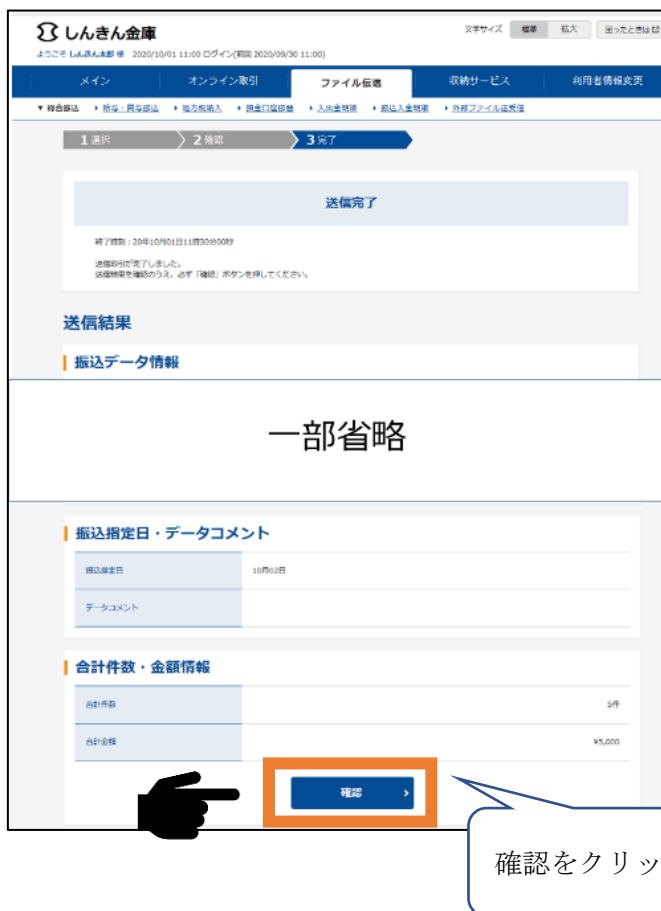 しんきん金庫
文字サイズ 標準 拡大 困ったときは
ようこそ しんきん太郎 様 2020/10/01 11:00 ログイン(前回 2020/09/30 11:00)
メイン オンライン取引 ファイル伝送 収納サービス 利用者情報変更
▼ 総合振込 給与・賞与振込 地方税納入 預金口座振替 入出金明細 振込入金明細 外部ファイル送受信
1 選択 2 確認 3 完了
送信完了
終了時刻：20年10月01日11時30分00秒
送信取引が完了しました。
送信結果を確認のうえ、必ず「確認」ボタンを押してください。
送信結果
振込データ情報
一部省略
振込指定日・データコメント
振込指定日 10月02日
データコメント
合計件数・金額情報
合計件数 5件
合計金額 ¥5,000
確認
確認をクリッ